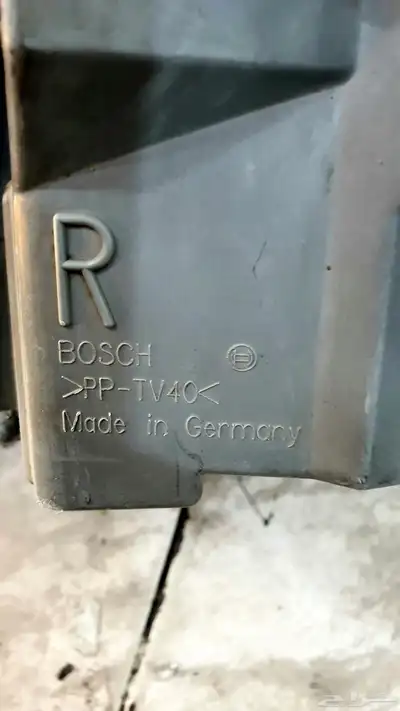 R
BOSCH
>PP-TV40<
Made in Germany